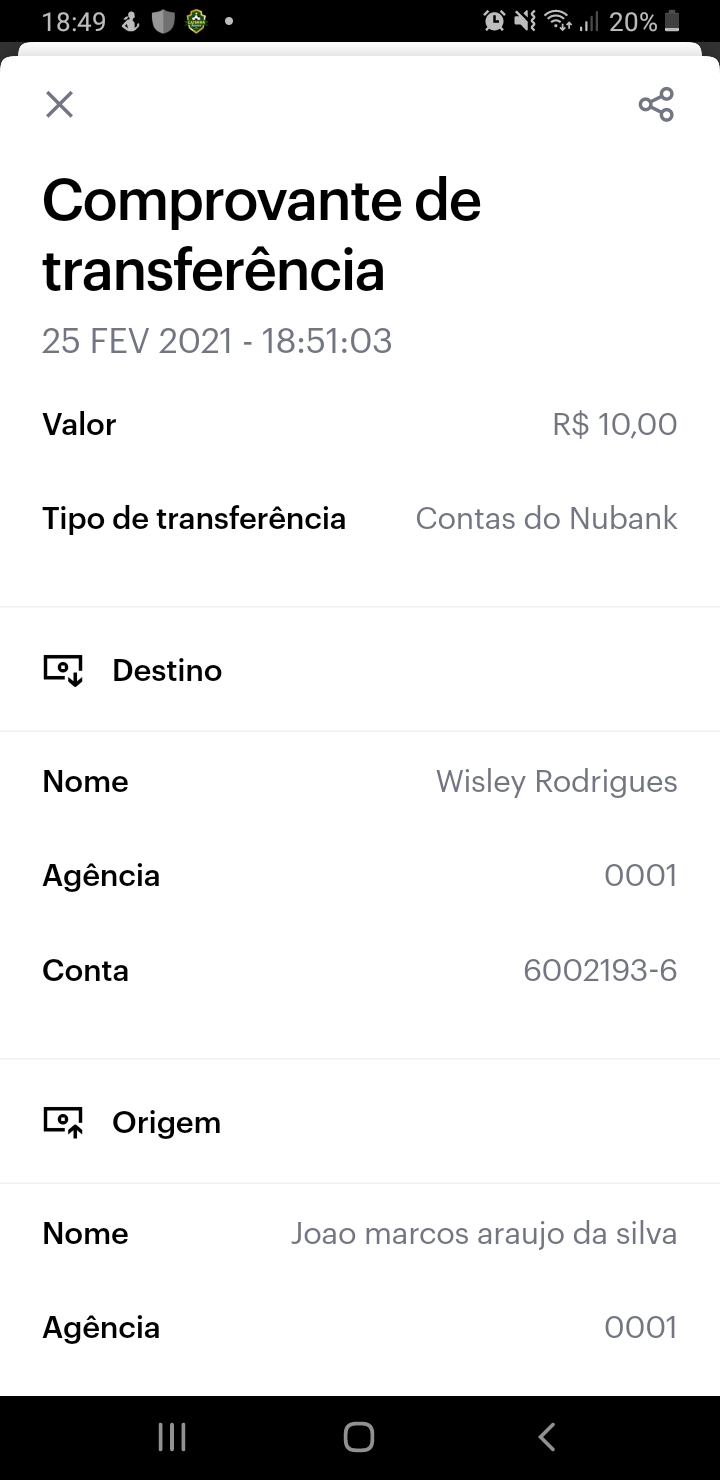 18:49
20%
Comprovante de
transferência
25 FEV 2021 - 18:51:03
Valor R$ 10,00
Tipo de transferência Contas do Nubank
Destino
Nome Wisley Rodrigues
Agência 0001
Conta 6002193-6
Origem
Nome Joao marcos araujo da silva
Agência 0001